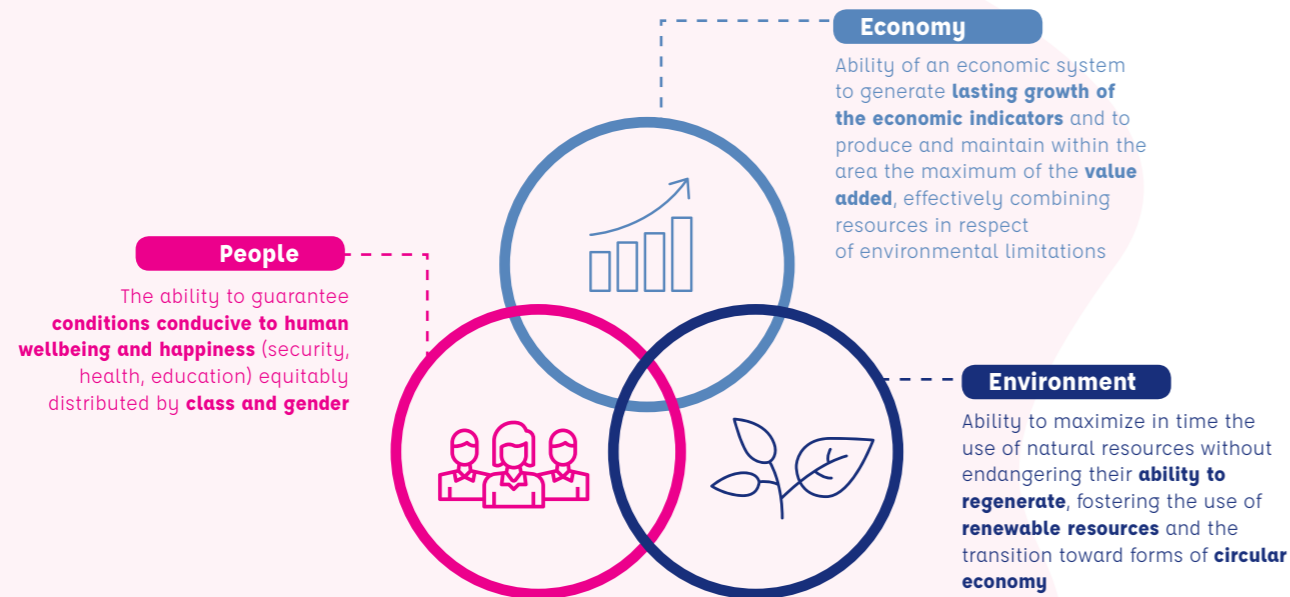 Economy
Ability of an economic system
to generate lasting growth of
the economic indicators and to
produce and maintain within the
area the maximum of the value
added, effectively combining
resources in respect
of environmental limitations
People
The ability to guarantee
conditions conducive to human
wellbeing and happiness (security,
health, education) equitably
distributed by class and gender
Environment
Ability to maximize in time the
use of natural resources without
endangering their ability to
regenerate, fostering the use of
renewable resources and the
transition toward forms of circular
economy